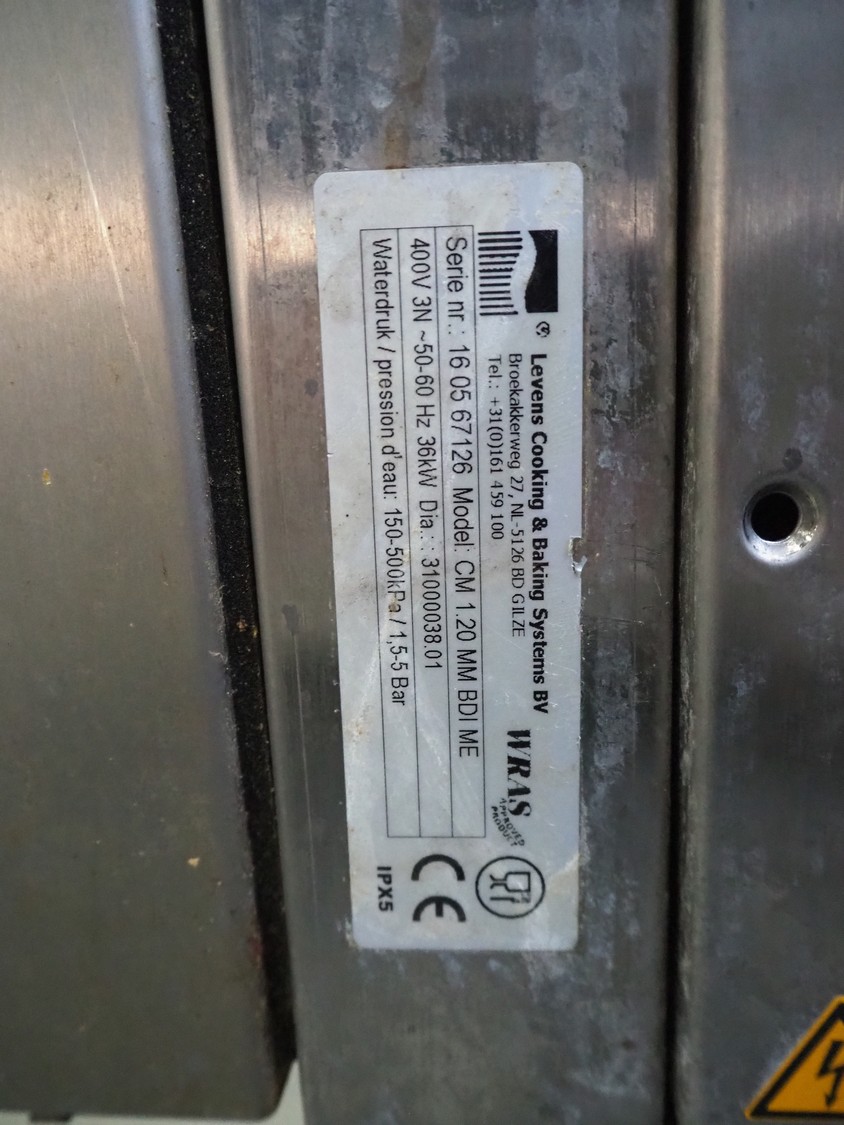 Levens Cooking & Baking Systems BV
Broekakkerweg 27, NL-5126 BD GILZE
Tel.: +31(0)161 459 100
WRAS
APPROVED
PRODUCT
Serie nr.: 16 05 67126 Model: CM 1.20 MM BDI ME
400V 3N ~50-60 Hz 36kW Dia.: : 31000038.01
Waterdruk / pression d'eau: 150-500kPa / 1,5-5 Bar
CE
IPX5